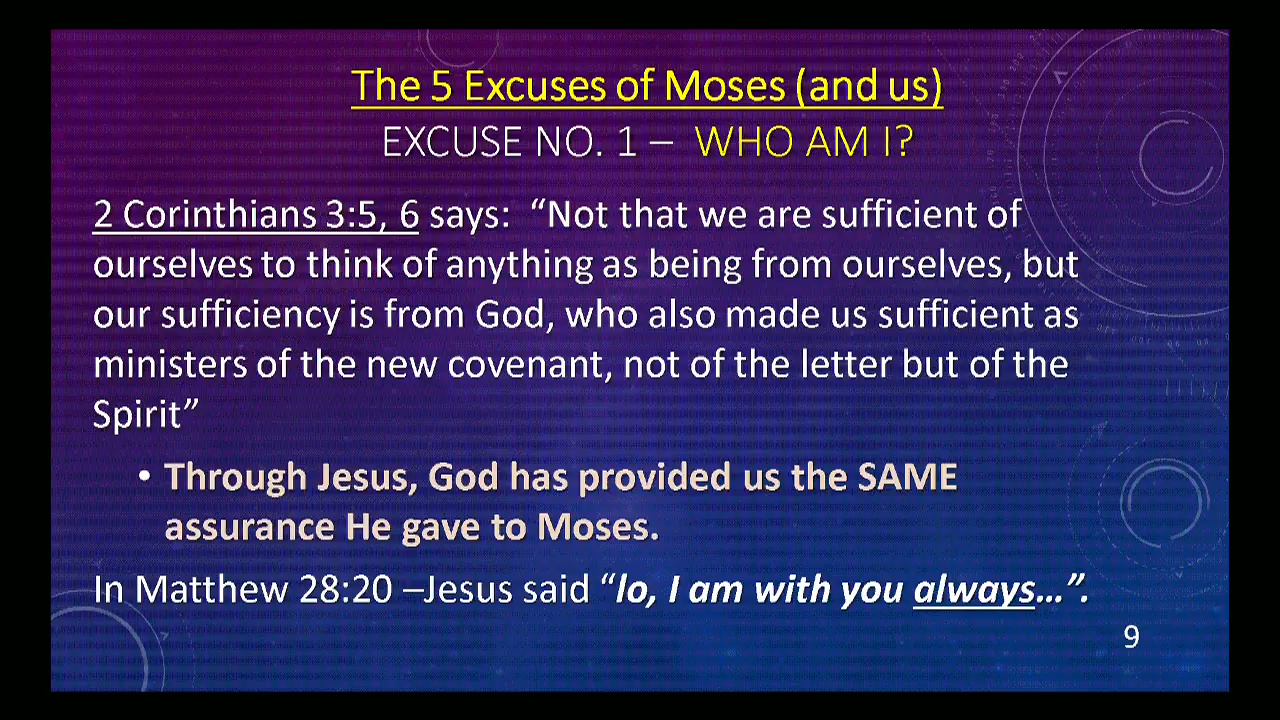 The 5 Excuses of Moses (and us)
EXCUSE NO. 1 – WHO AM I?
2 Corinthians 3:5, 6 says: “Not that we are sufficient of
ourselves to think of anything as being from ourselves, but
our sufficiency is from God, who also made us sufficient as
ministers of the new covenant, not of the letter but of the
Spirit”
• Through Jesus, God has provided us the SAME
assurance He gave to Moses.
In Matthew 28:20 –Jesus said “lo, I am with you always…”.
9